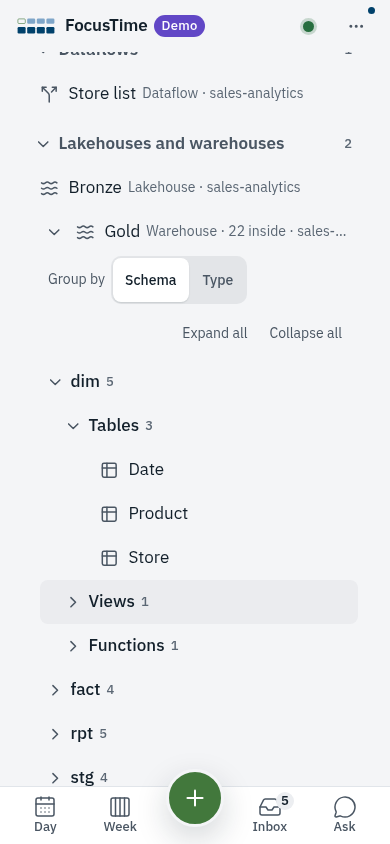 FocusTime Demo
Dataflows 1
Store list Dataflow · sales-analytics
Lakehouses and warehouses 2
Bronze Lakehouse · sales-analytics
Gold Warehouse · 22 inside · sales-...
Group by Schema Type
Expand all Collapse all
dim 5
Tables 3
Date
Product
Store
Views 1
Functions 1
fact 4
rpt 5
stg 4
5
Day Week Inbox Ask